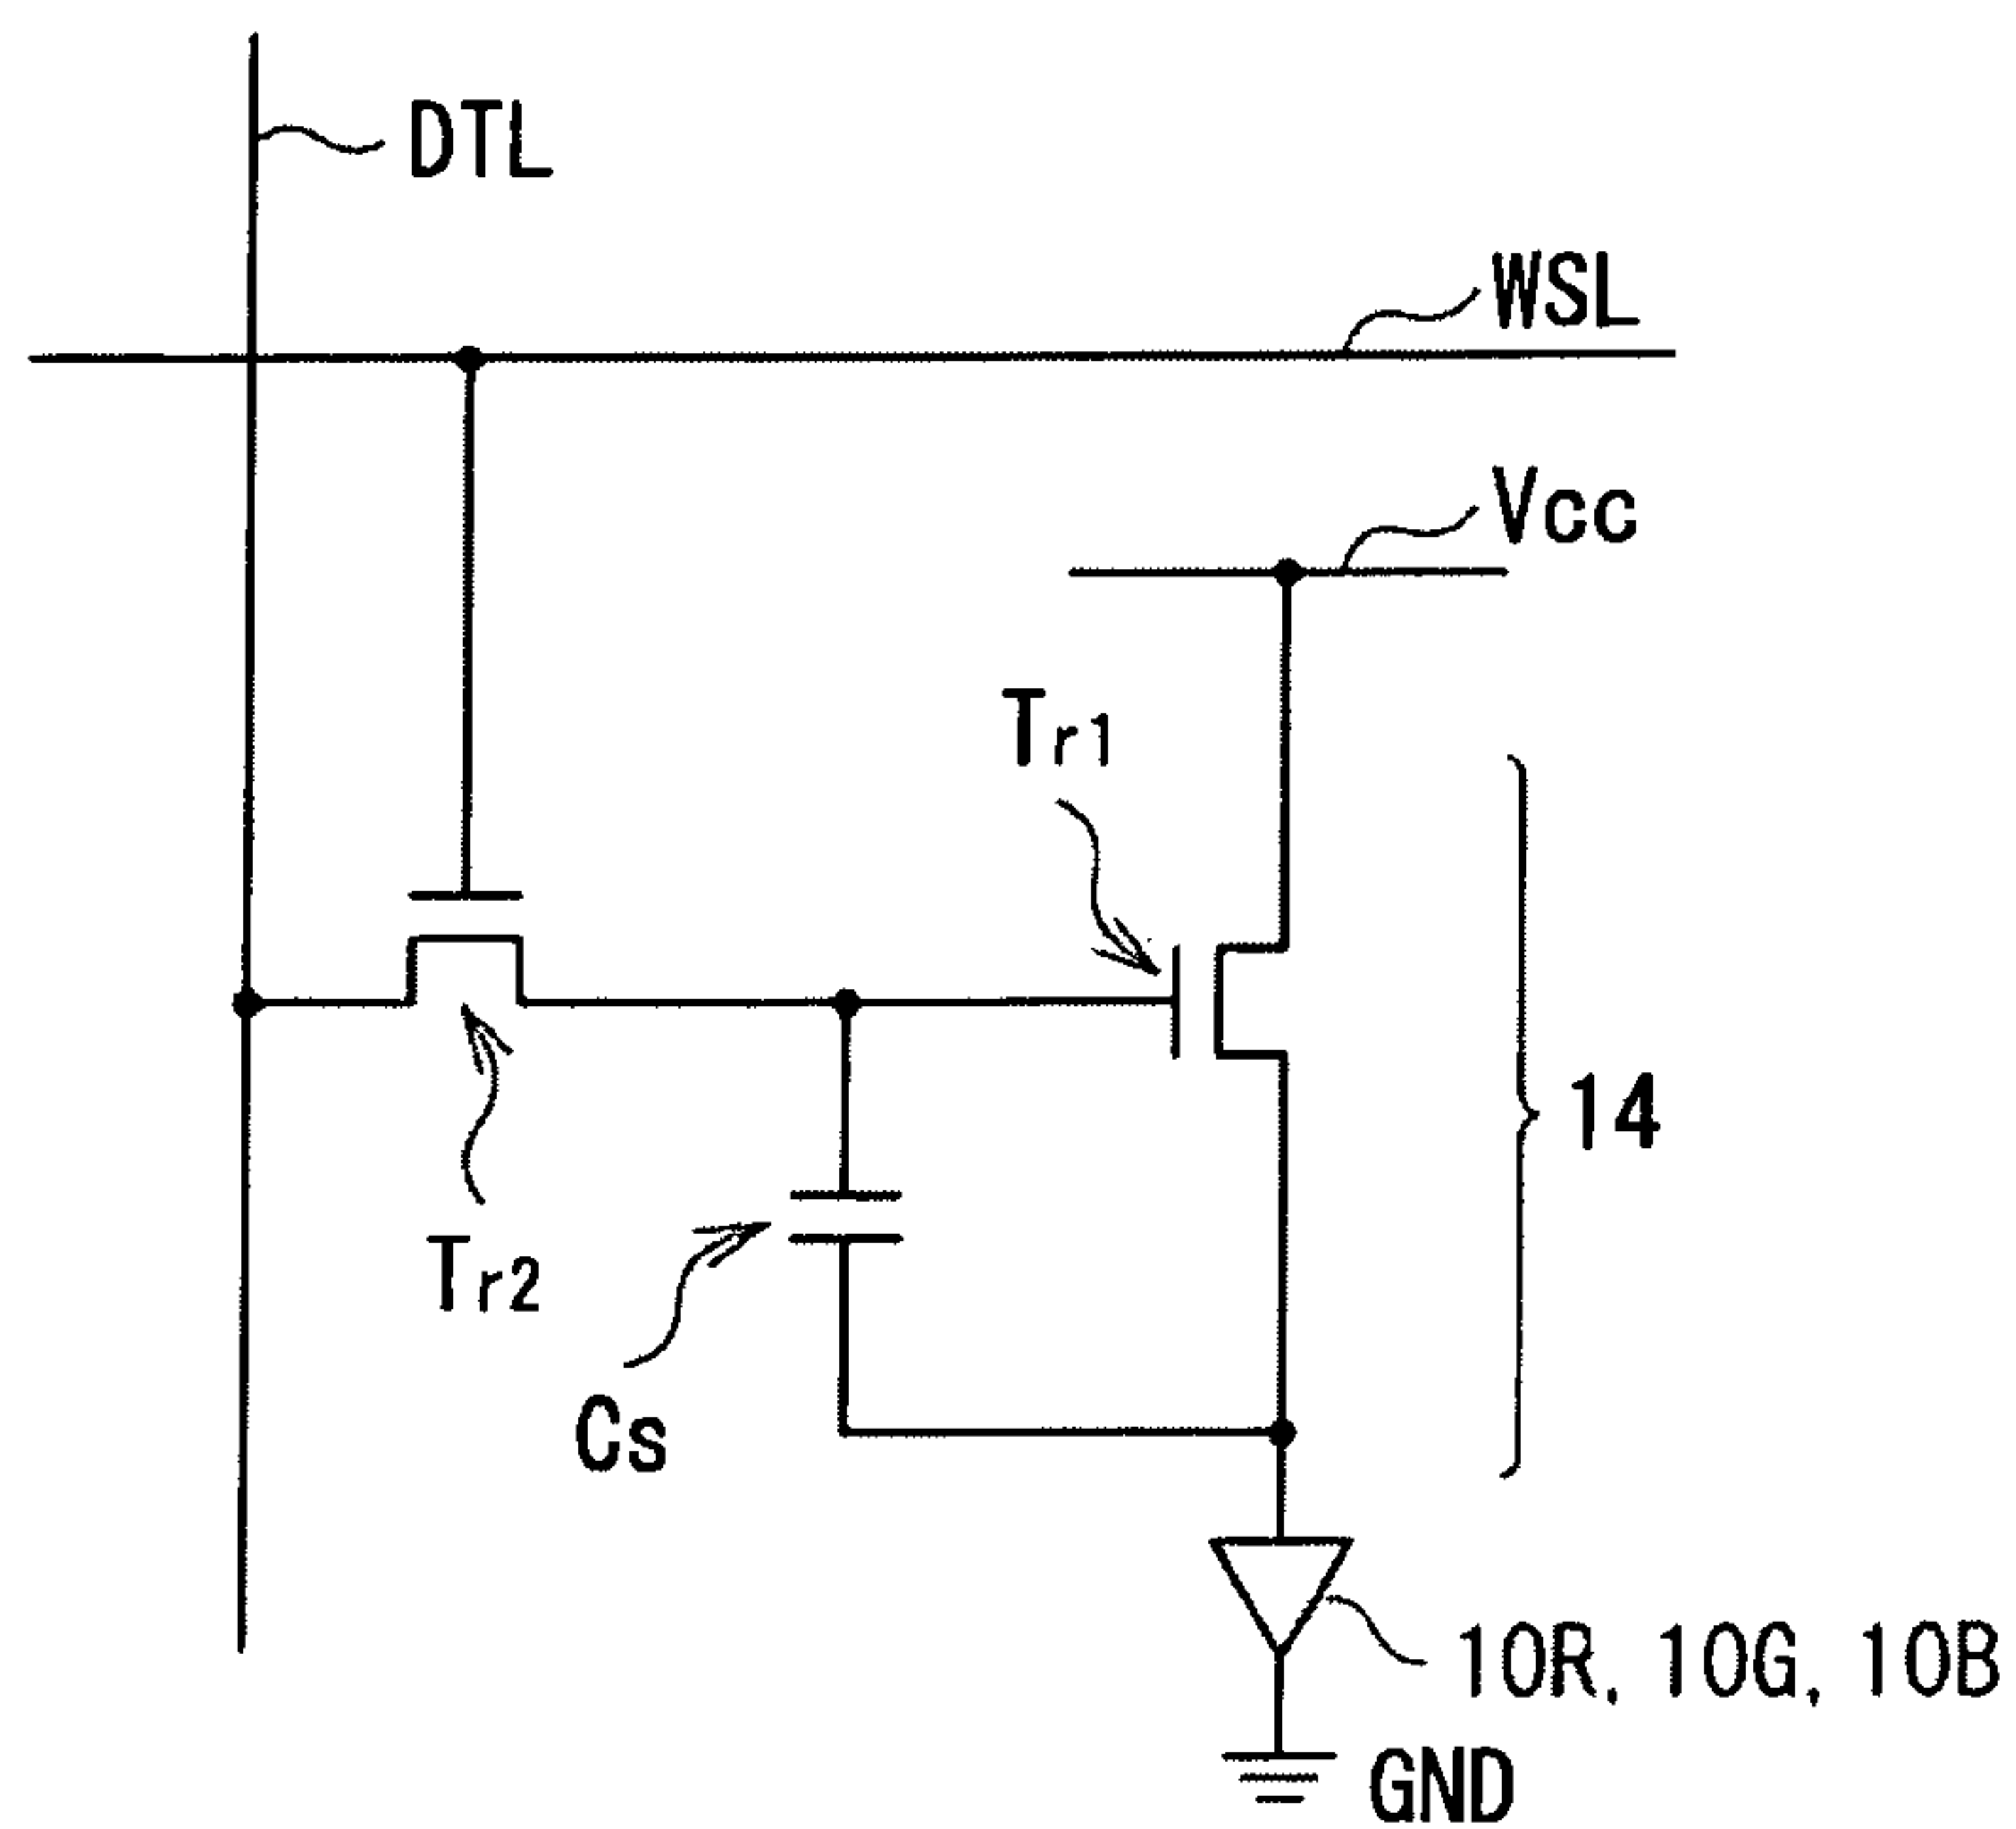 DTL
WSL
Vcc
Tr1
14
Tr2
Cs
10R, 10G, 10B
GND